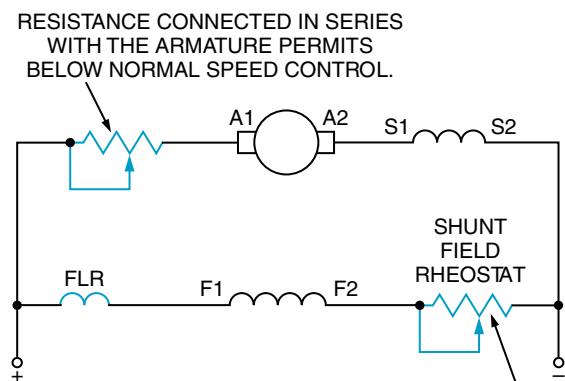 RESISTANCE CONNECTED IN SERIES
WITH THE ARMATURE PERMITS
BELOW NORMAL SPEED CONTROL.
A1
A2
S1
S2
SHUNT
FIELD
RHEOSTAT
FLR
F1
F2
+
–